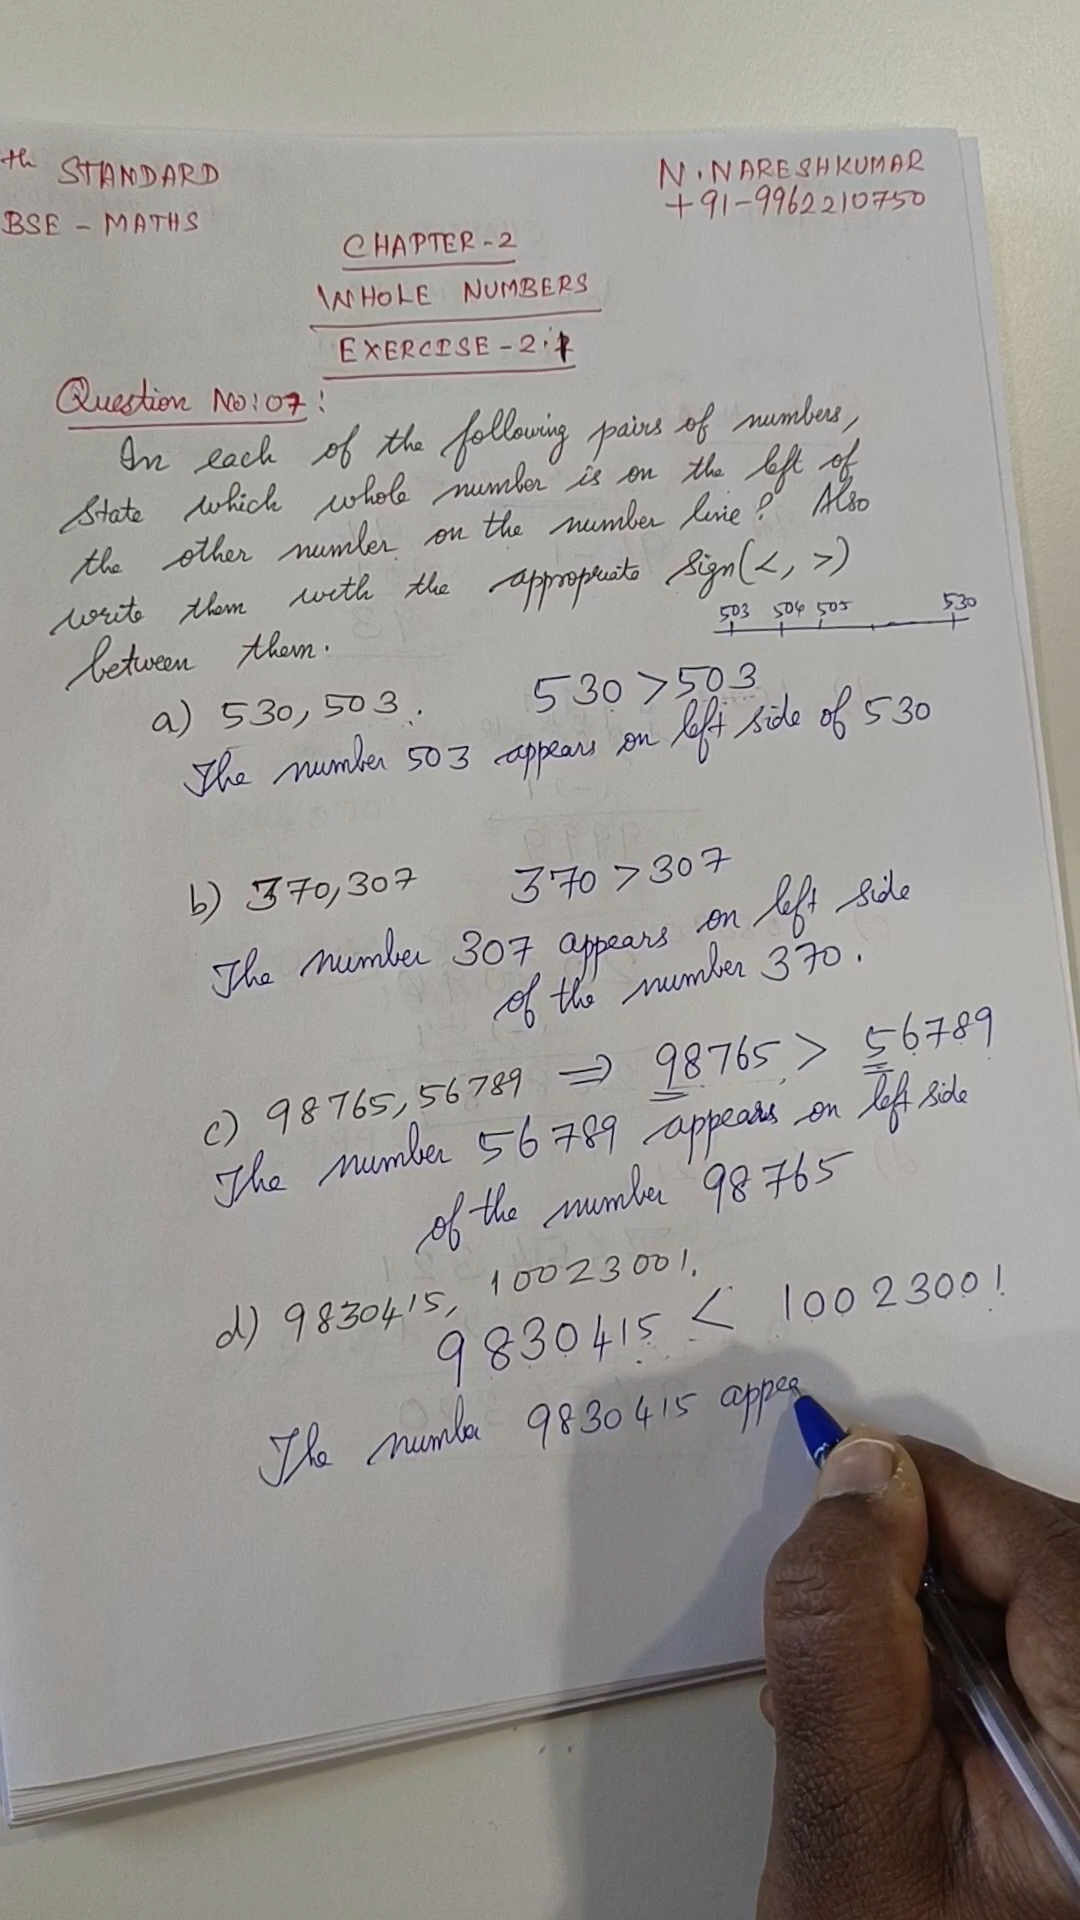 th STANDARD
BSE - MATHS
N. NARESHKUMAR
+91-9962210750
CHAPTER-2
WHOLE NUMBERS
EXERCISE-2.1
Question No:07:
In each of the following pairs of numbers,
state which whole number is on the left of
the other number on the number line? Also
write them with the appropriate sign(<, >)
between them.
503 504 505 530
a) 530, 503. 530 > 503
The number 503 appears on left side of 530
b) 370, 307 370 > 307
The number 307 appears on left side
of the number 370.
c) 98765, 56789 ⇒ 98765 > 56789
The number 56789 appears on left side
of the number 98765
d) 9830415, 10023001.
9830415 < 10023001
The numbe 9830415 appea